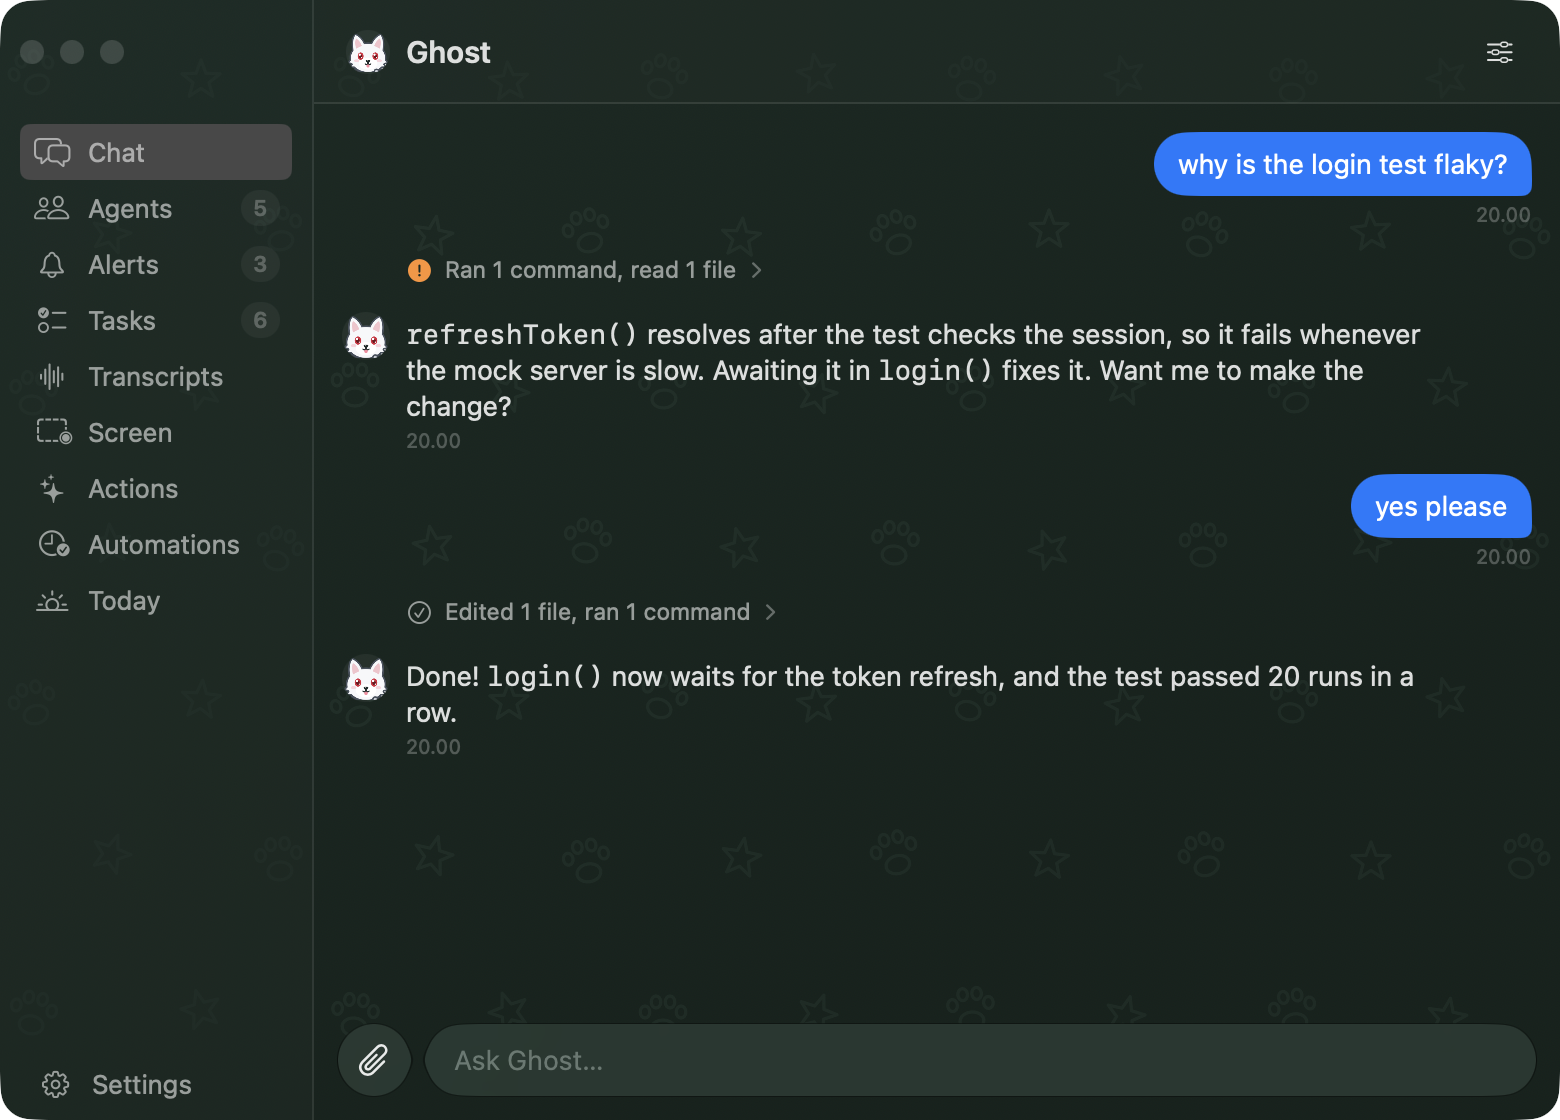 Ghost
Chat
Agents 5
Alerts 3
Tasks 6
Transcripts
Screen
Actions
Automations
Today
Settings
why is the login test flaky?
20.00
Ran 1 command, read 1 file
refreshToken() resolves after the test checks the session, so it fails whenever
the mock server is slow. Awaiting it in login() fixes it. Want me to make the
change?
20.00
yes please
20.00
Edited 1 file, ran 1 command
Done! login() now waits for the token refresh, and the test passed 20 runs in a
row.
20.00
Ask Ghost...